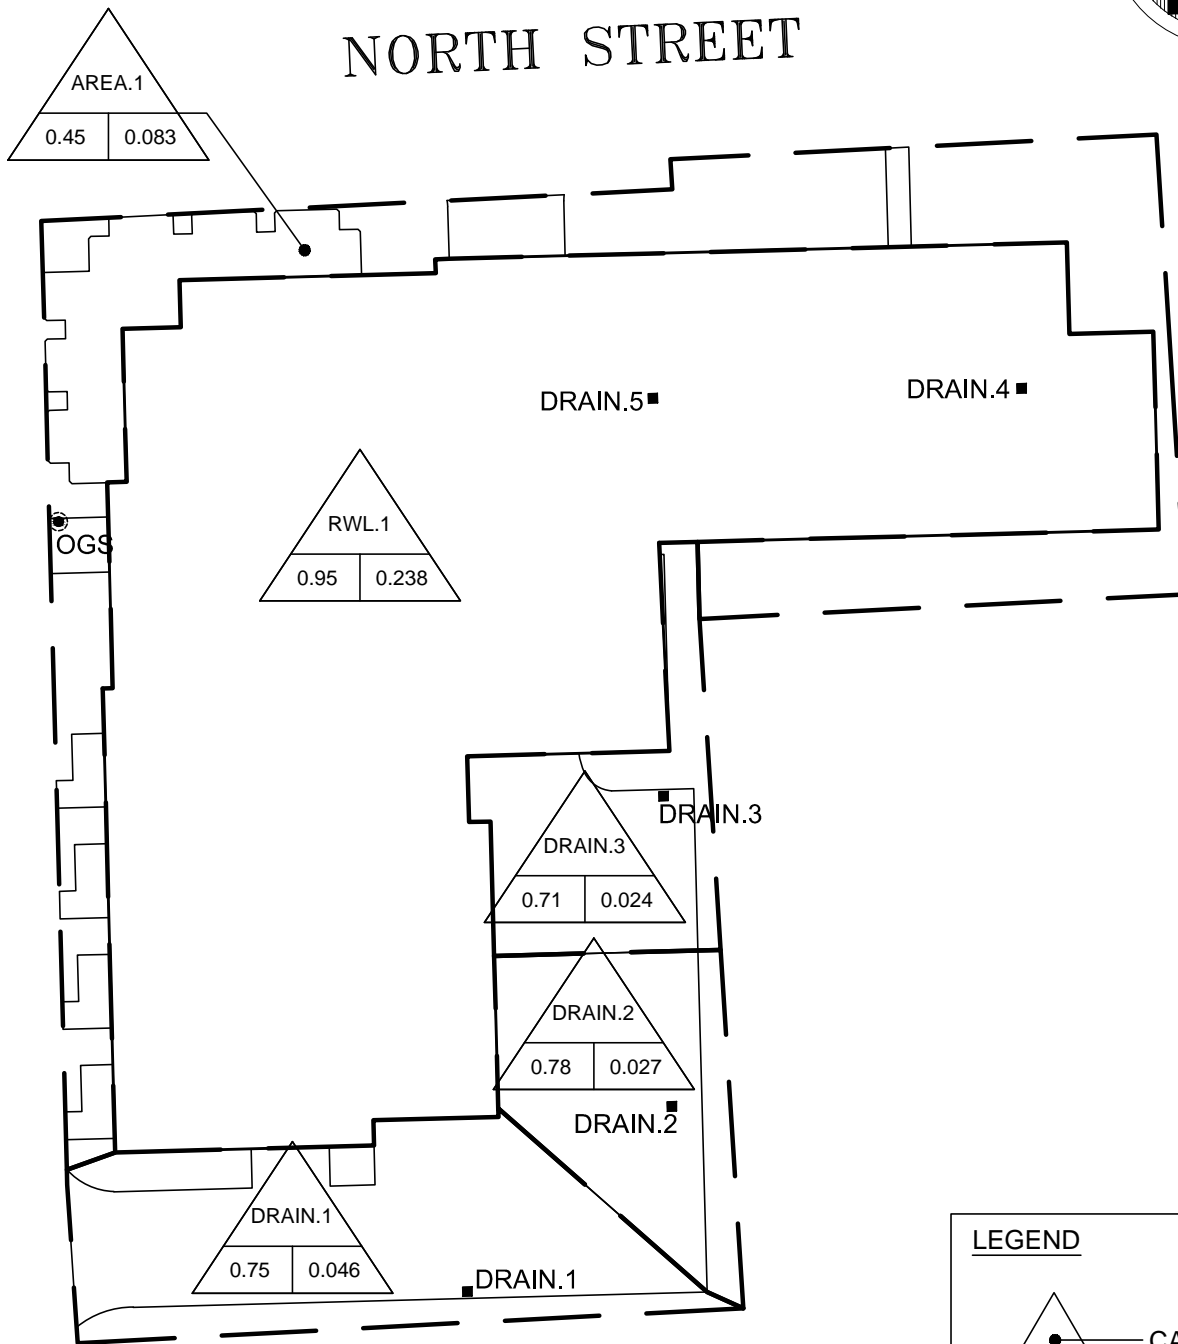 NORTH STREET
AREA.1
0.45 0.083
DRAIN.5
DRAIN.4
RWL.1
0.95 0.238
OGS
DRAIN.3
DRAIN.3
0.71 0.024
DRAIN.2
0.78 0.027
DRAIN.2
DRAIN.1
0.75 0.046
DRAIN.1
LEGEND
CA